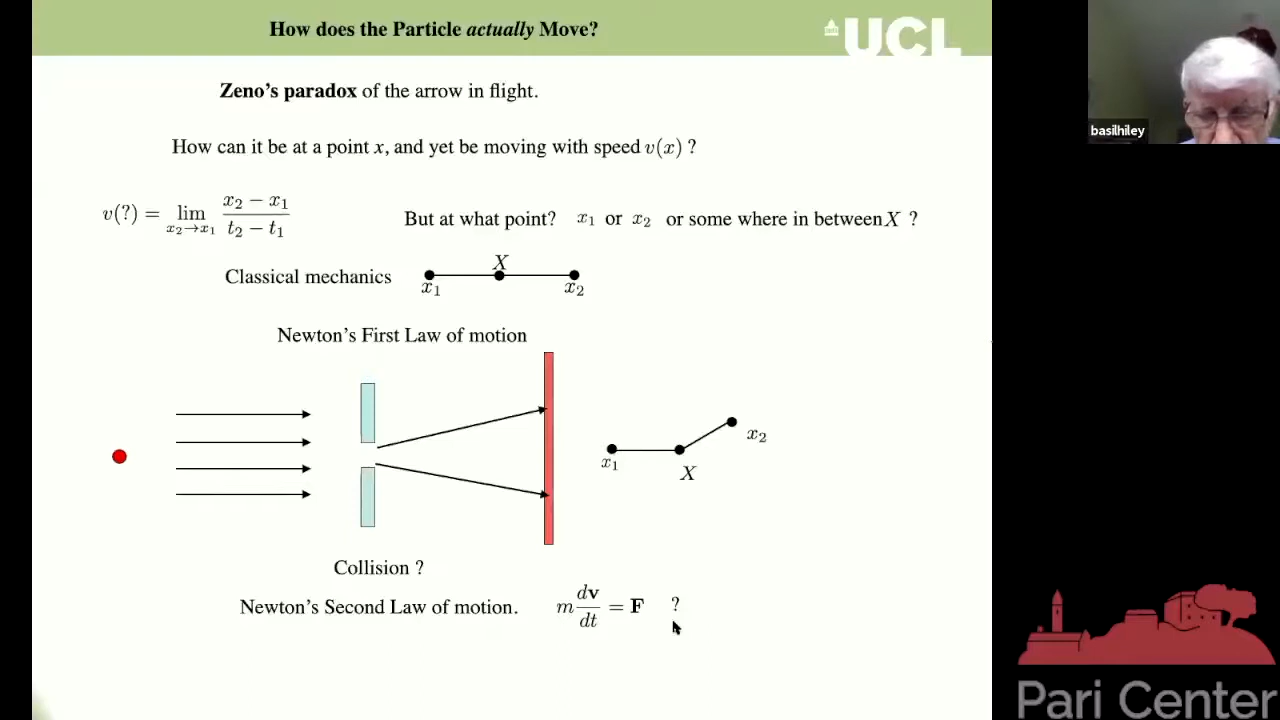 How does the Particle actually Move?
UCL
basilhiley
Zeno's paradox of the arrow in flight.
How can it be at a point x, and yet be moving with speed v(x) ?
v(?) = lim x₂→x₁ (x₂ − x₁)/(t₂ − t₁) But at what point? x₁ or x₂ or some where in between X ?
Classical mechanics
X
x₁ x₂
Newton's First Law of motion
x₂
x₁
X
Collision ?
Newton's Second Law of motion. m dv/dt = F ?
Pari Center